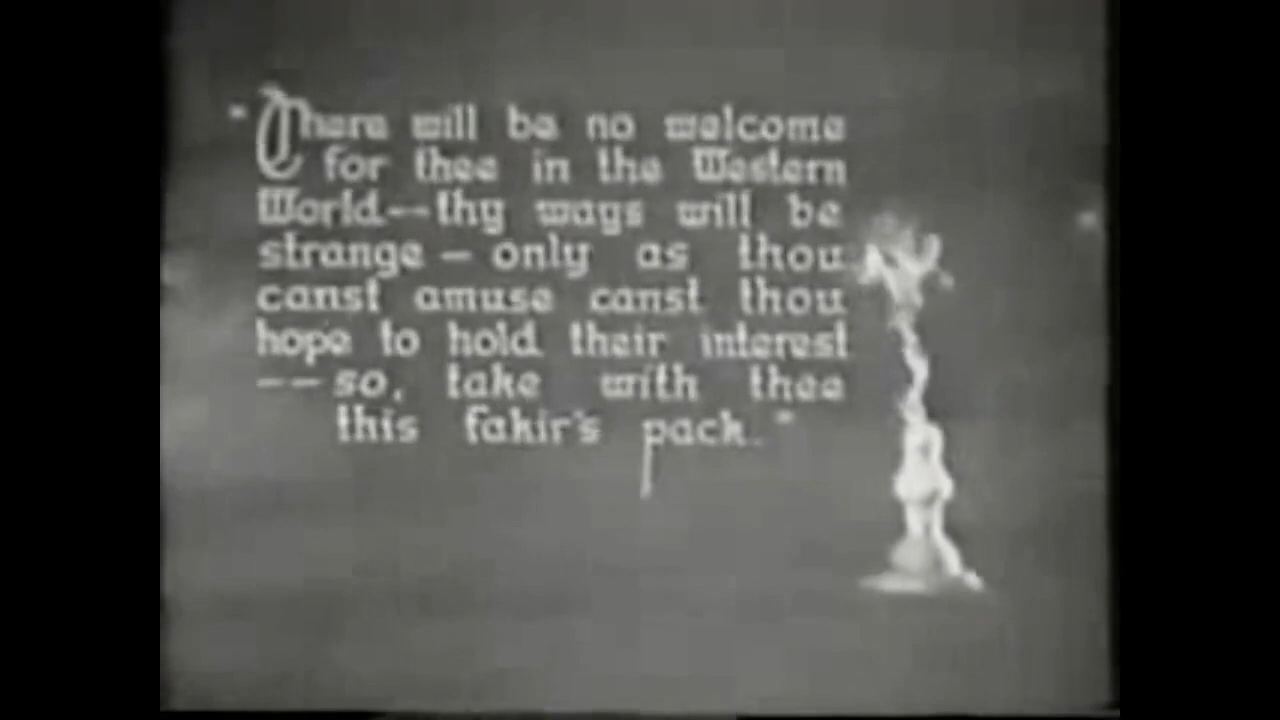 "There will be no welcome
for thee in the Western
World--thy ways will be
strange - only as thou
canst amuse canst thou
hope to hold their interest
--so, take with thee
this fakir's pack."